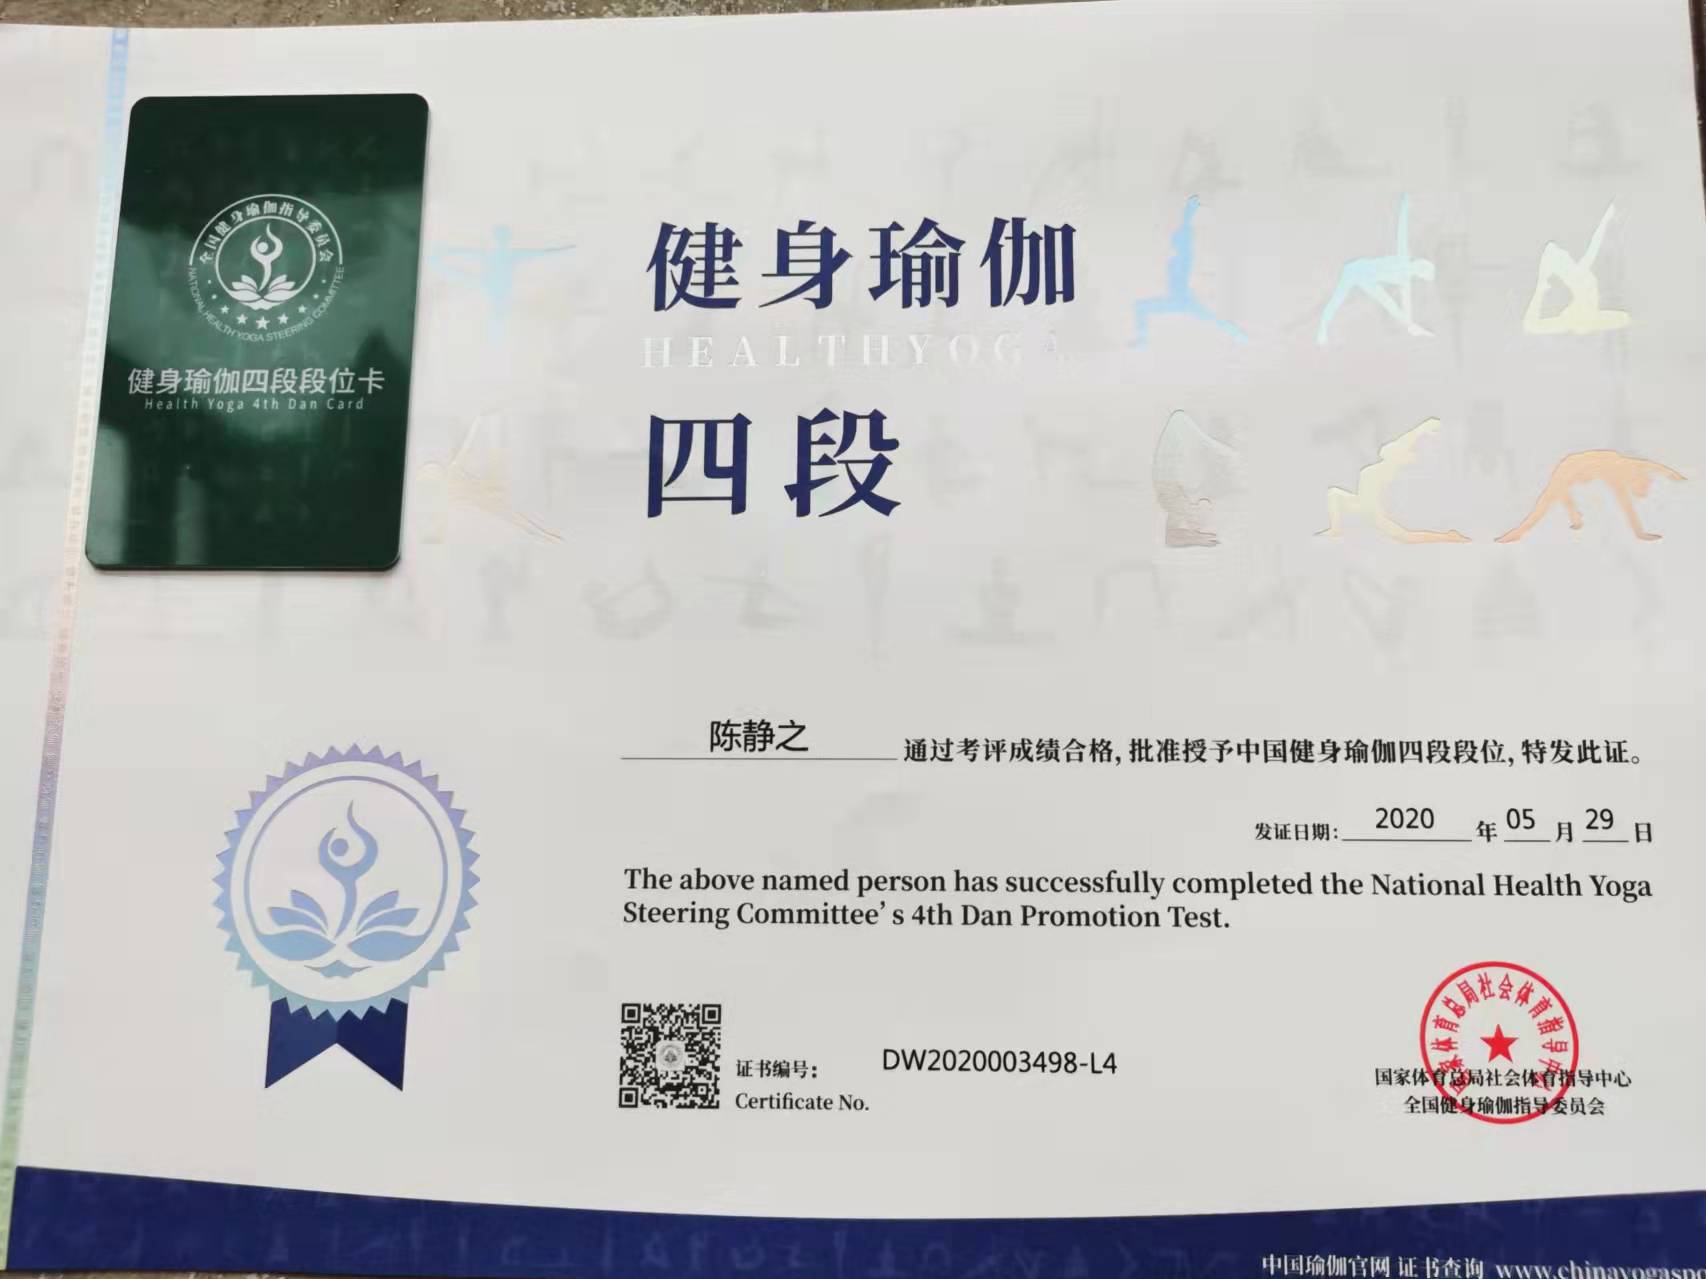 全国健身瑜伽指导委员会
NATIONAL HEALTH YOGA STEERING COMMITTEE
健身瑜伽四段段位卡
Health Yoga 4th Dan Card
健身瑜伽
HEALTHYOGA
四段
陈静之 通过考评成绩合格,批准授予中国健身瑜伽四段段位,特发此证。
发证日期: 2020 年 05 月 29 日
The above named person has successfully completed the National Health Yoga
Steering Committee's 4th Dan Promotion Test.
证书编号: DW2020003498-L4
Certificate No.
国家体育总局社会体育指导中心
国家体育总局社会体育指导中心
全国健身瑜伽指导委员会
中国瑜伽官网 证书查询 www.chinayogaspo